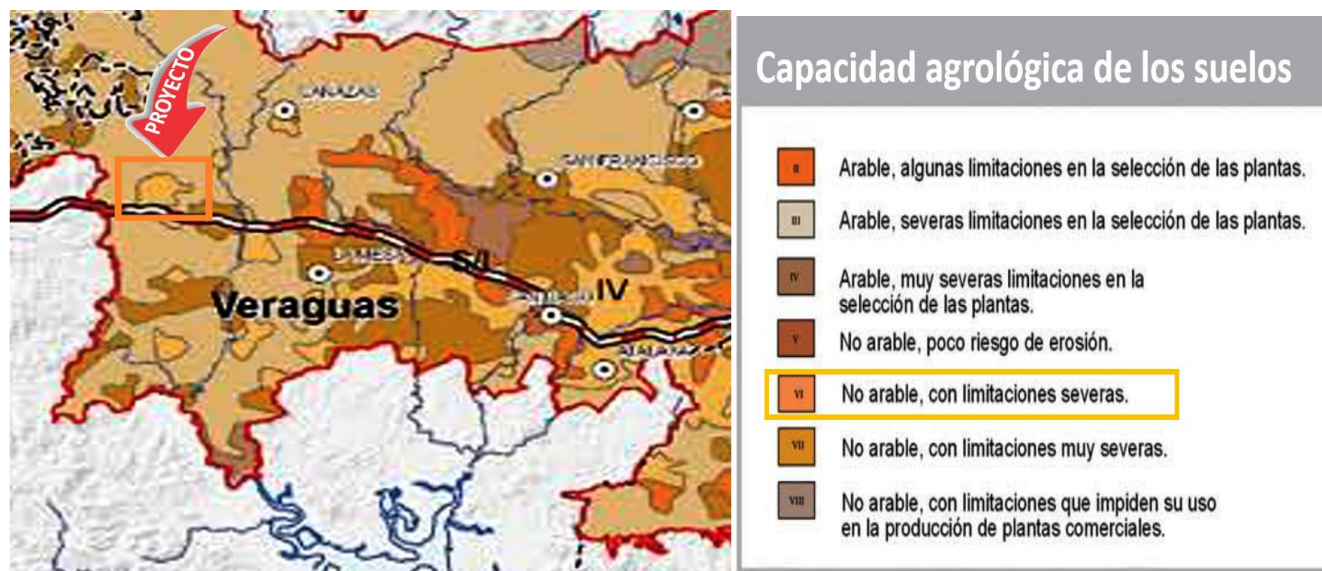 PROYECTO
CAÑAZAS
SAN FRANCISCO
S/I
IV
Veraguas
Capacidad agrológica de los suelos
II
Arable, algunas limitaciones en la selección de las plantas.
III
Arable, severas limitaciones en la selección de las plantas.
IV
Arable, muy severas limitaciones en la
selección de las plantas.
V
No arable, poco riesgo de erosión.
VI
No arable, con limitaciones severas.
VII
No arable, con limitaciones muy severas.
VIII
No arable, con limitaciones que impiden su uso
en la producción de plantas comerciales.